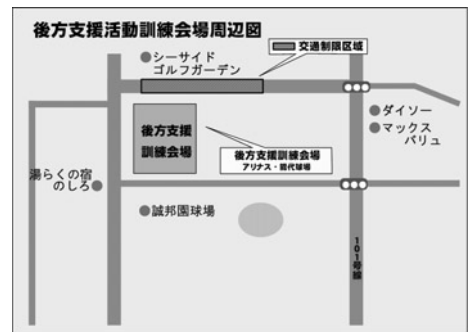 後方支援活動訓練会場周辺図
交通制限区域
シーサイド
ゴルフガーデン
ダイソー
マックス
バリュ
後方支援
訓練会場
後方支援訓練会場
アリナス・能代球場
湯らくの宿
のしろ
誠邦園球場
101号線